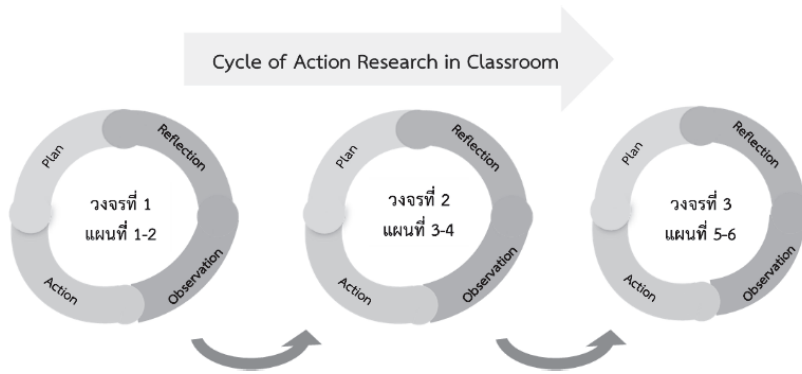 Cycle of Action Research in Classroom
Plan
Reflection
วงจรที่ 1
แผนที่ 1-2
Action
Observation
Plan
Reflection
วงจรที่ 2
แผนที่ 3-4
Action
Observation
Plan
Reflection
วงจรที่ 3
แผนที่ 5-6
Action
Observation